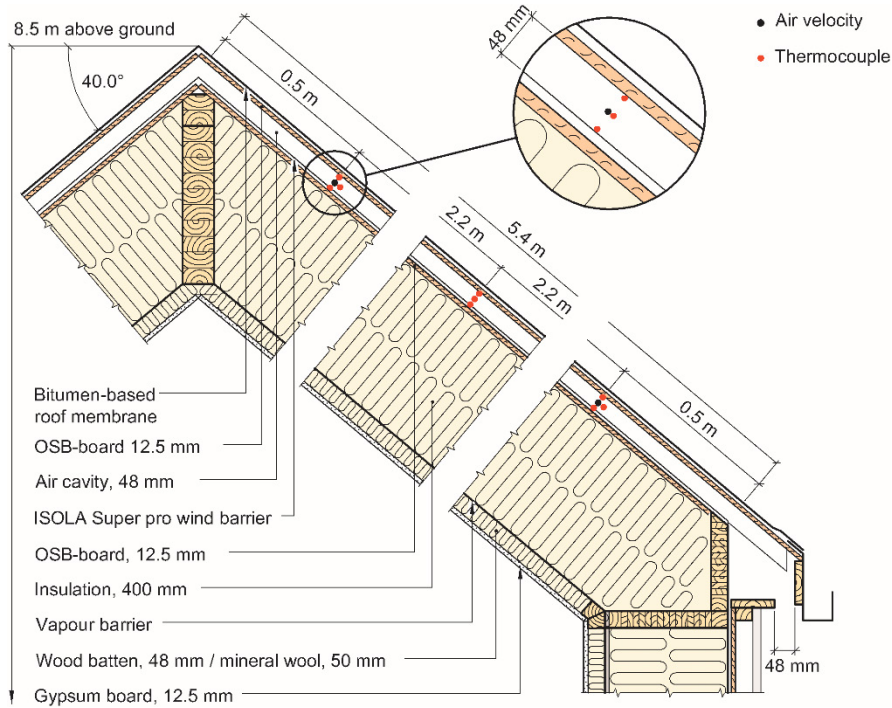 8.5 m above ground
40.0°
0.5 m
48 mm
Air velocity
Thermocouple
2.2 m
5.4 m
2.2 m
0.5 m
Bitumen-based
roof membrane
OSB-board 12.5 mm
Air cavity, 48 mm
ISOLA Super pro wind barrier
OSB-board, 12.5 mm
Insulation, 400 mm
Vapour barrier
Wood batten, 48 mm / mineral wool, 50 mm
Gypsum board, 12.5 mm
48 mm